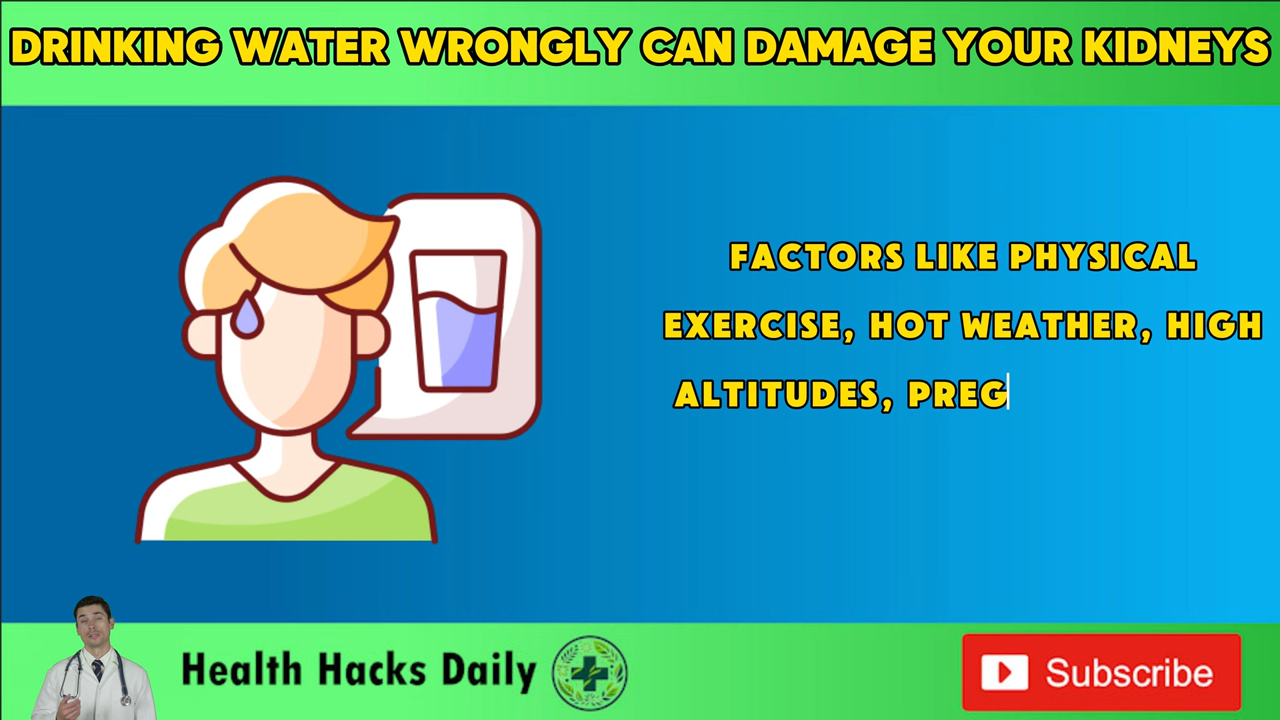 DRINKING WATER WRONGLY CAN DAMAGE YOUR KIDNEYS
FACTORS LIKE PHYSICAL
EXERCISE, HOT WEATHER, HIGH
ALTITUDES, PREG
Health Hacks Daily
Subscribe